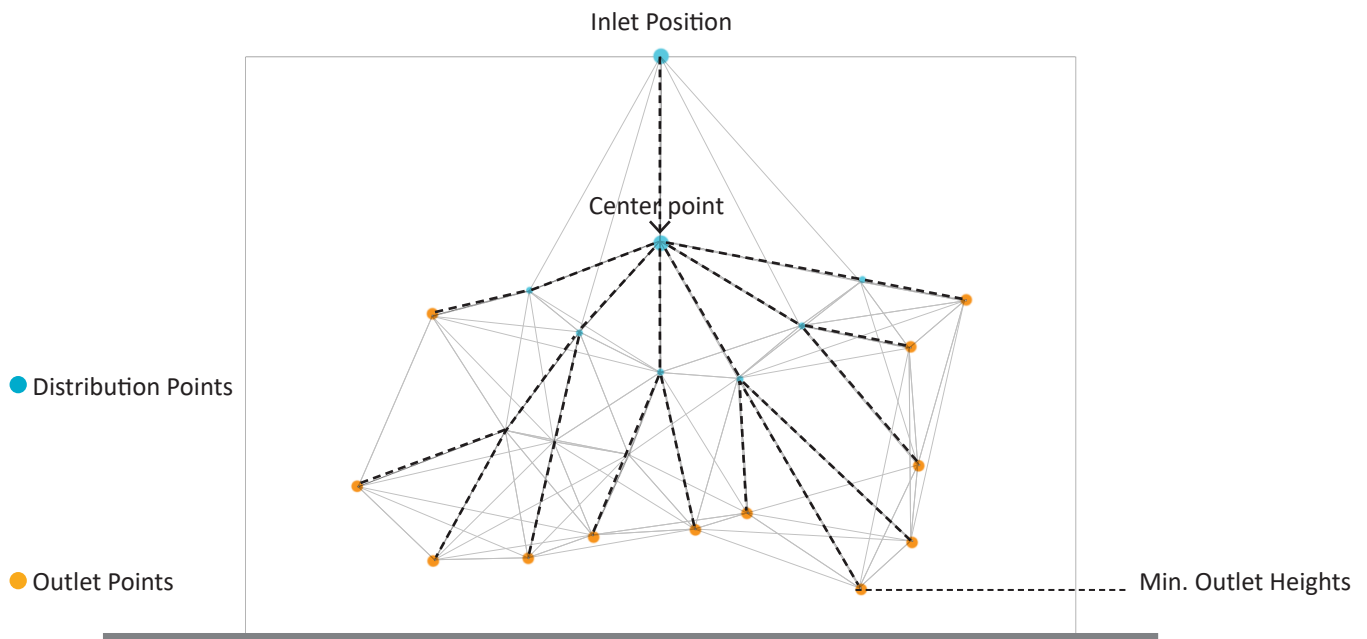 Inlet Position
Center point
Distribution Points
Outlet Points
Min. Outlet Heights